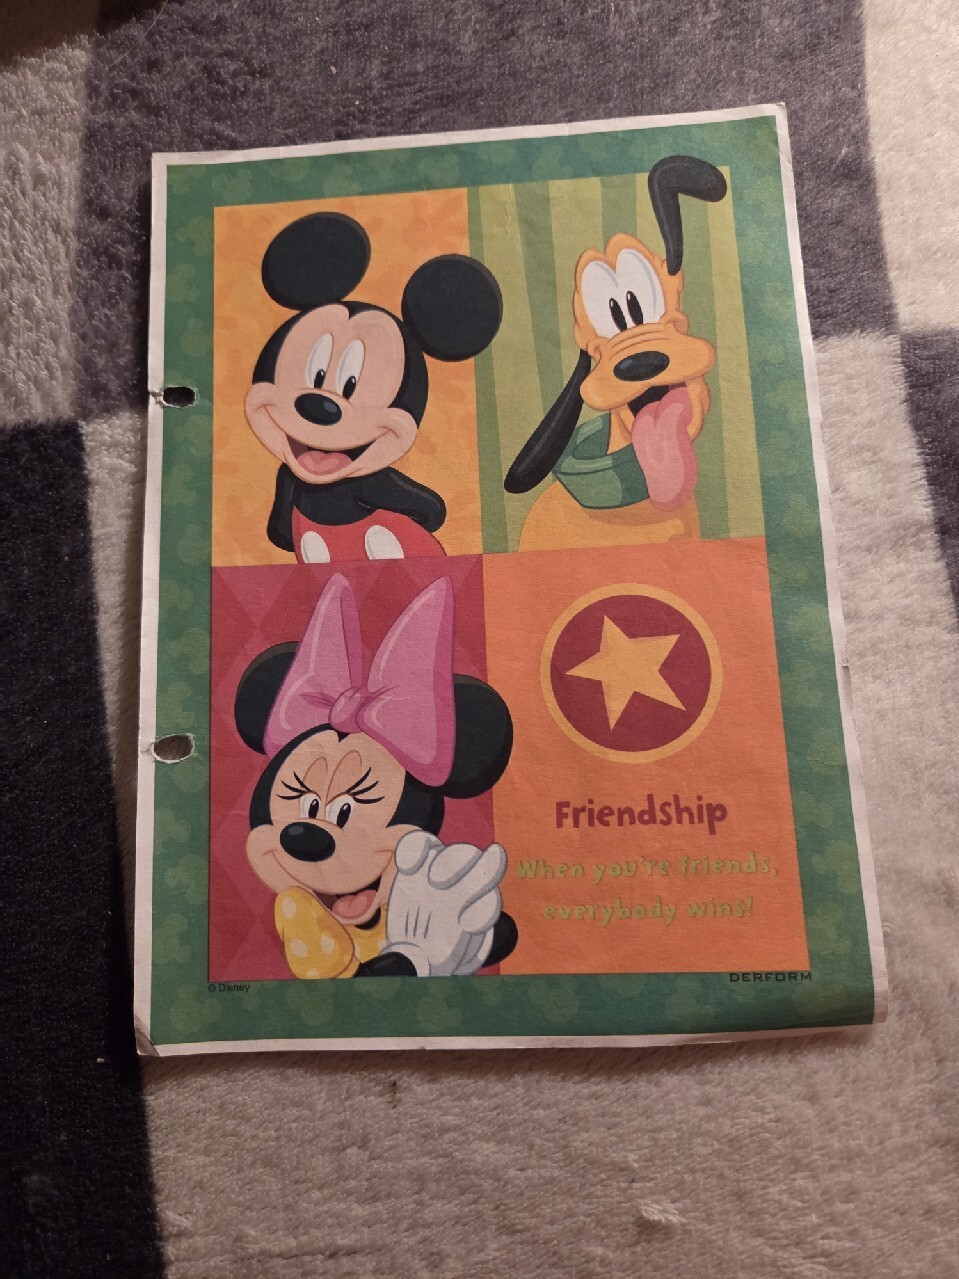 Friendship
When you're friends,
everybody wins!
© Disney
DERFORM